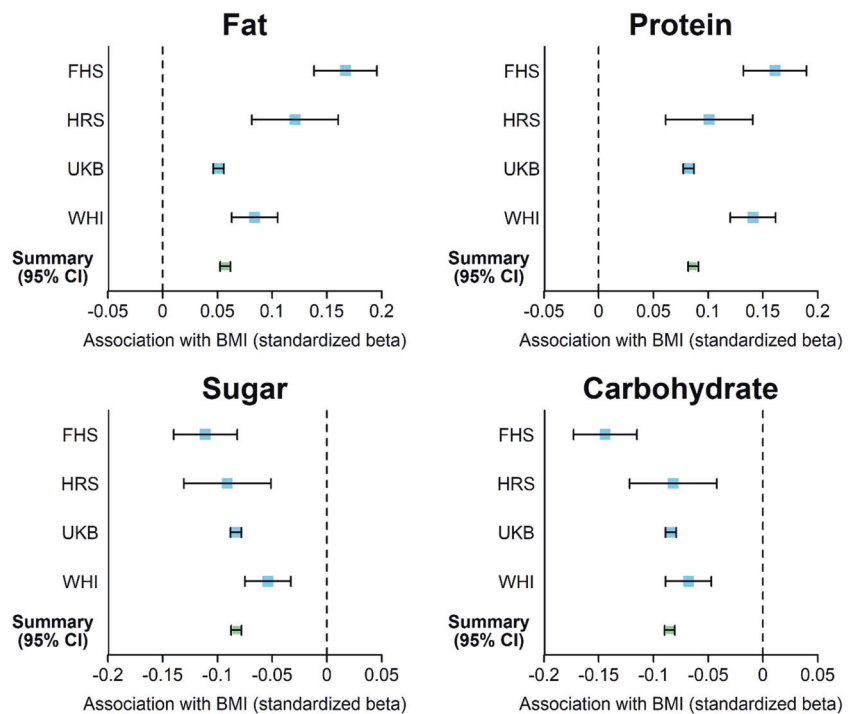 Fat
FHS
HRS
UKB
WHI
Summary
(95% CI)
-0.05 0 0.05 0.1 0.15 0.2
Association with BMI (standardized beta)
Protein
FHS
HRS
UKB
WHI
Summary
(95% CI)
-0.05 0 0.05 0.1 0.15 0.2
Association with BMI (standardized beta)
Sugar
FHS
HRS
UKB
WHI
Summary
(95% CI)
-0.2 -0.15 -0.1 -0.05 0 0.05
Association with BMI (standardized beta)
Carbohydrate
FHS
HRS
UKB
WHI
Summary
(95% CI)
-0.2 -0.15 -0.1 -0.05 0 0.05
Association with BMI (standardized beta)